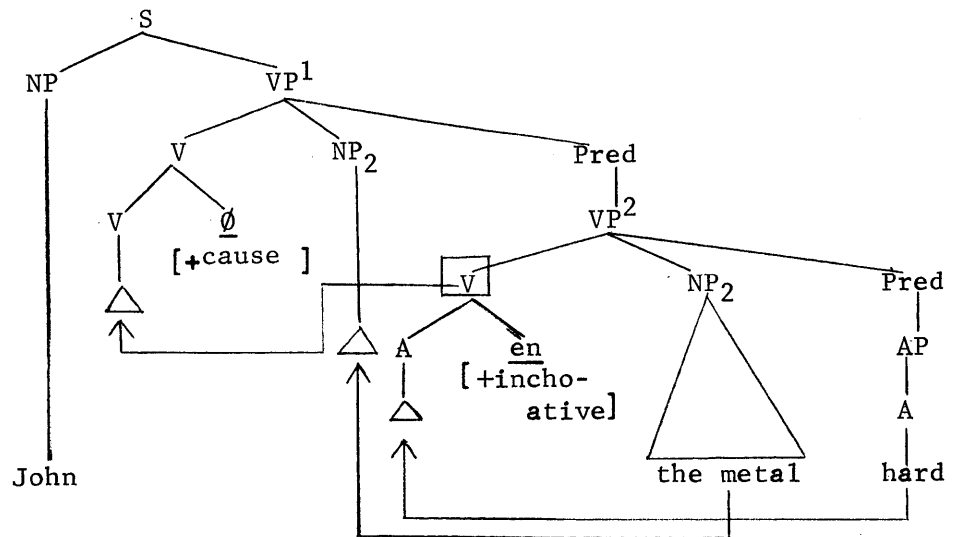 S
NP VP1
V NP2 Pred
V Ø VP2
[+cause ]
V NP2 Pred
A en AP
[+incho-
ative] A
John the metal hard